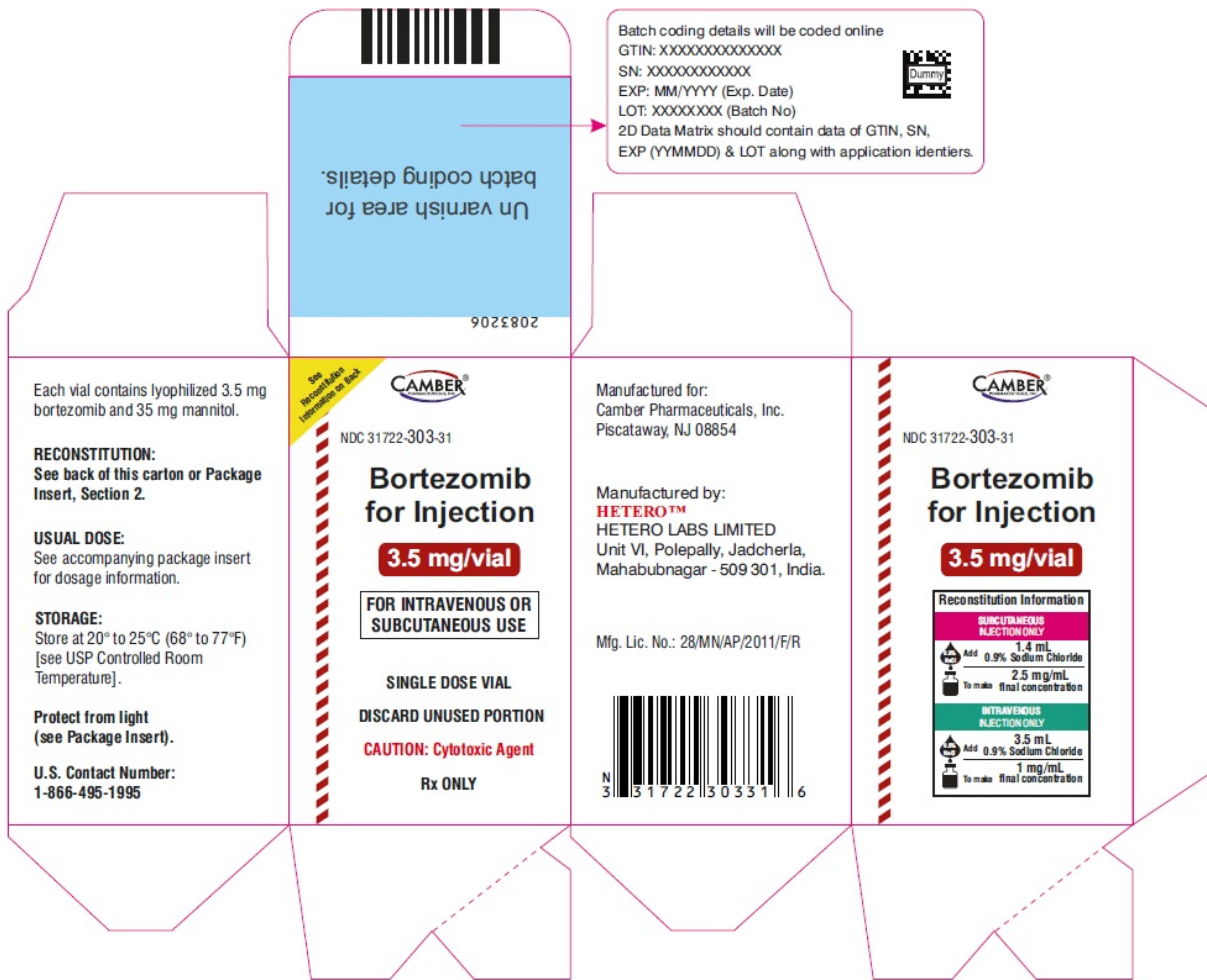 Batch coding details will be coded online
GTIN: XXXXXXXXXXXXXX
SN: XXXXXXXXXXXX
EXP: MM/YYYY (Exp. Date)
LOT: XXXXXXXX (Batch No)
2D Data Matrix should contain data of GTIN, SN,
EXP (YYMMDD) & LOT along with application identiers.
Dummy
Un varnish area for
batch coding details.
2083206
Each vial contains lyophilized 3.5 mg
bortezomib and 35 mg mannitol.
RECONSTITUTION:
See back of this carton or Package
Insert, Section 2.
USUAL DOSE:
See accompanying package insert
for dosage information.
STORAGE:
Store at 20° to 25°C (68° to 77°F)
[see USP Controlled Room
Temperature].
Protect from light
(see Package Insert).
U.S. Contact Number:
1-866-495-1995
See
Reconstitution
Information on Back
CAMBER®
PHARMACEUTICALS, INC.
NDC 31722-303-31
Bortezomib
for Injection
3.5 mg/vial
FOR INTRAVENOUS OR
SUBCUTANEOUS USE
SINGLE DOSE VIAL
DISCARD UNUSED PORTION
CAUTION: Cytotoxic Agent
Rx ONLY
Manufactured for:
Camber Pharmaceuticals, Inc.
Piscataway, NJ 08854
Manufactured by:
HETERO™
HETERO LABS LIMITED
Unit VI, Polepally, Jadcherla,
Mahabubnagar - 509 301, India.
Mfg. Lic. No.: 28/MN/AP/2011/F/R
N
3 31722 30331 6
CAMBER®
PHARMACEUTICALS, INC.
NDC 31722-303-31
Bortezomib
for Injection
3.5 mg/vial
Reconstitution Information
SUBCUTANEOUS
INJECTION ONLY
Add 1.4 mL
0.9% Sodium Chloride
To make 2.5 mg/mL
final concentration
INTRAVENOUS
INJECTION ONLY
Add 3.5 mL
0.9% Sodium Chloride
To make 1 mg/mL
final concentration